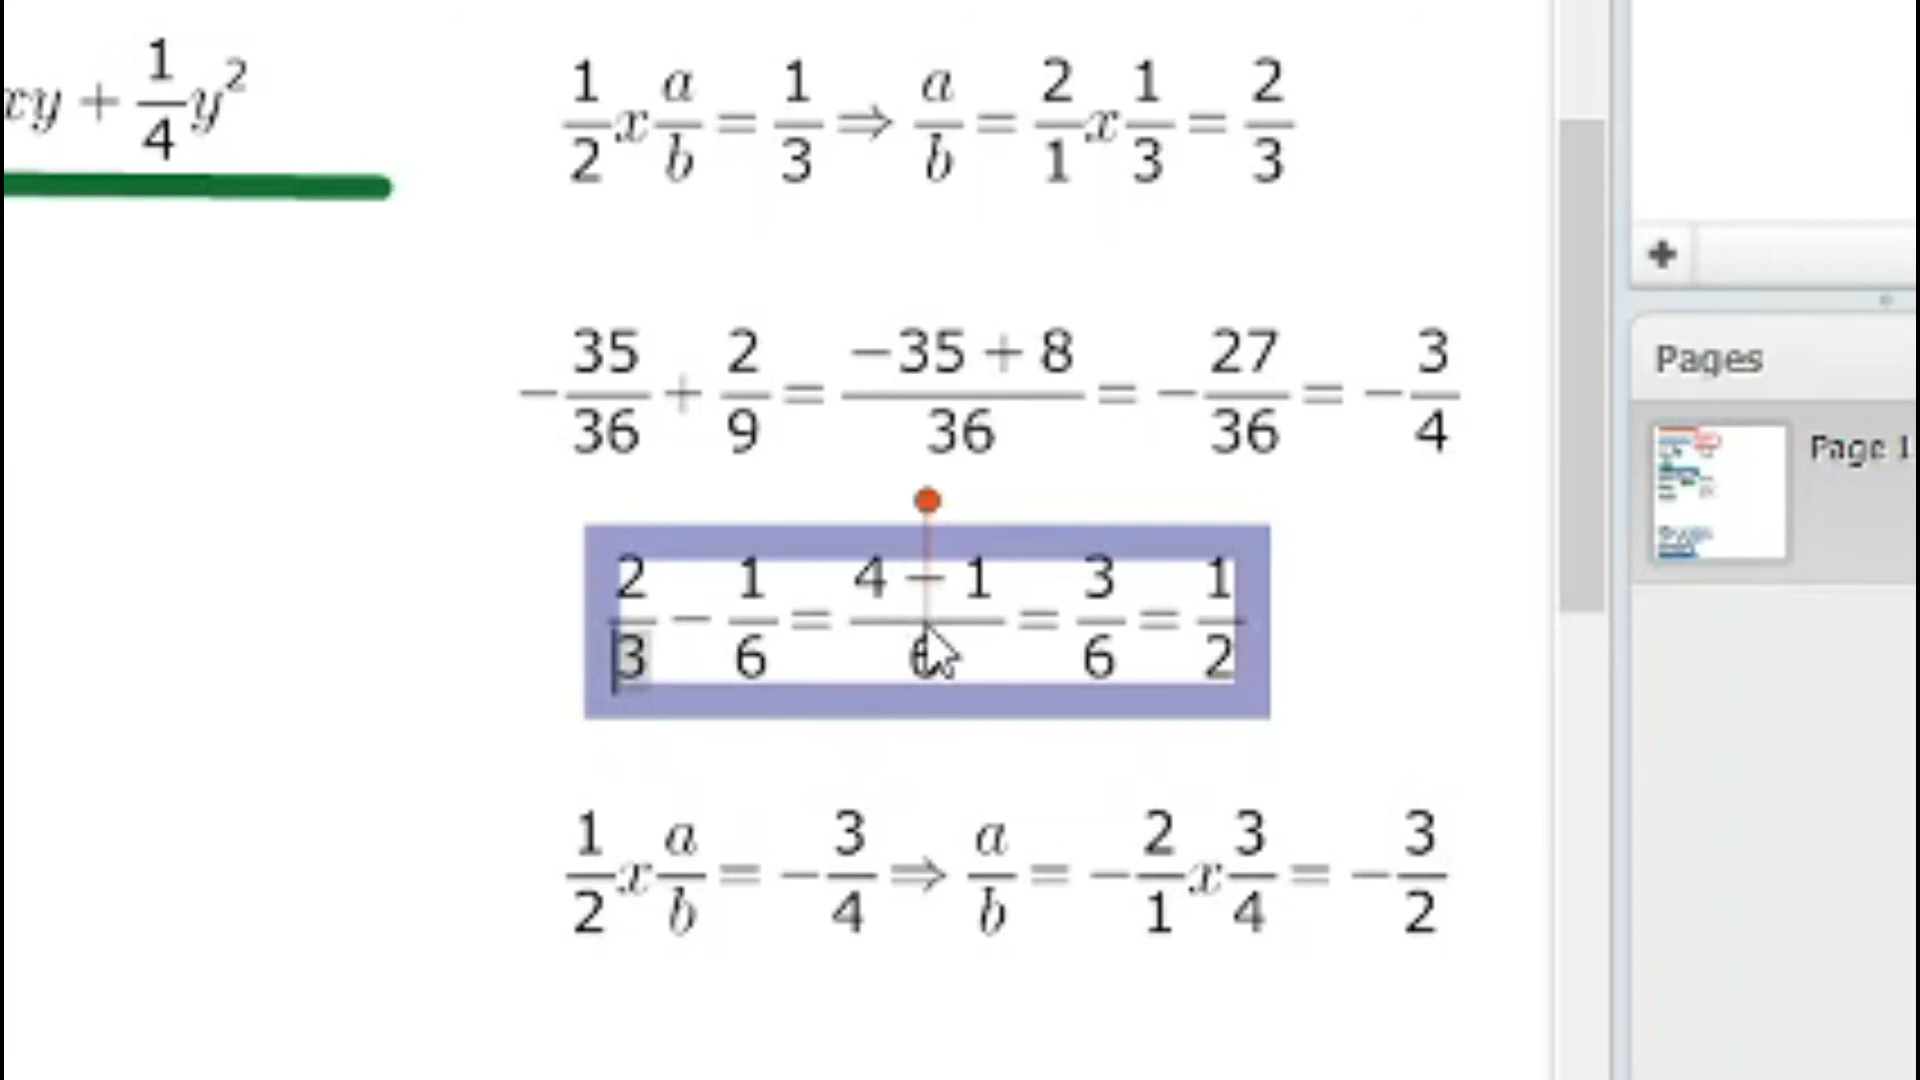 xy + 1/4 y²
1/2 x a/b = 1/3 ⇒ a/b = 2/1 x 1/3 = 2/3
−35/36 + 2/9 = (−35 + 8)/36 = −27/36 = −3/4
2/3 − 1/6 = (4 − 1)/6 = 3/6 = 1/2
1/2 x a/b = −3/4 ⇒ a/b = −2/1 x 3/4 = −3/2
Pages
Page 1